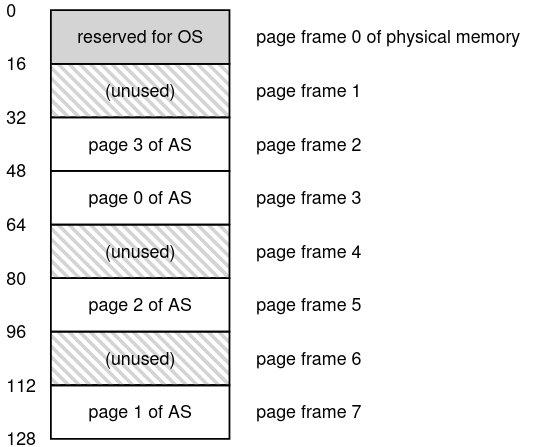 0
reserved for OS page frame 0 of physical memory
16
(unused) page frame 1
32
page 3 of AS page frame 2
48
page 0 of AS page frame 3
64
(unused) page frame 4
80
page 2 of AS page frame 5
96
(unused) page frame 6
112
page 1 of AS page frame 7
128